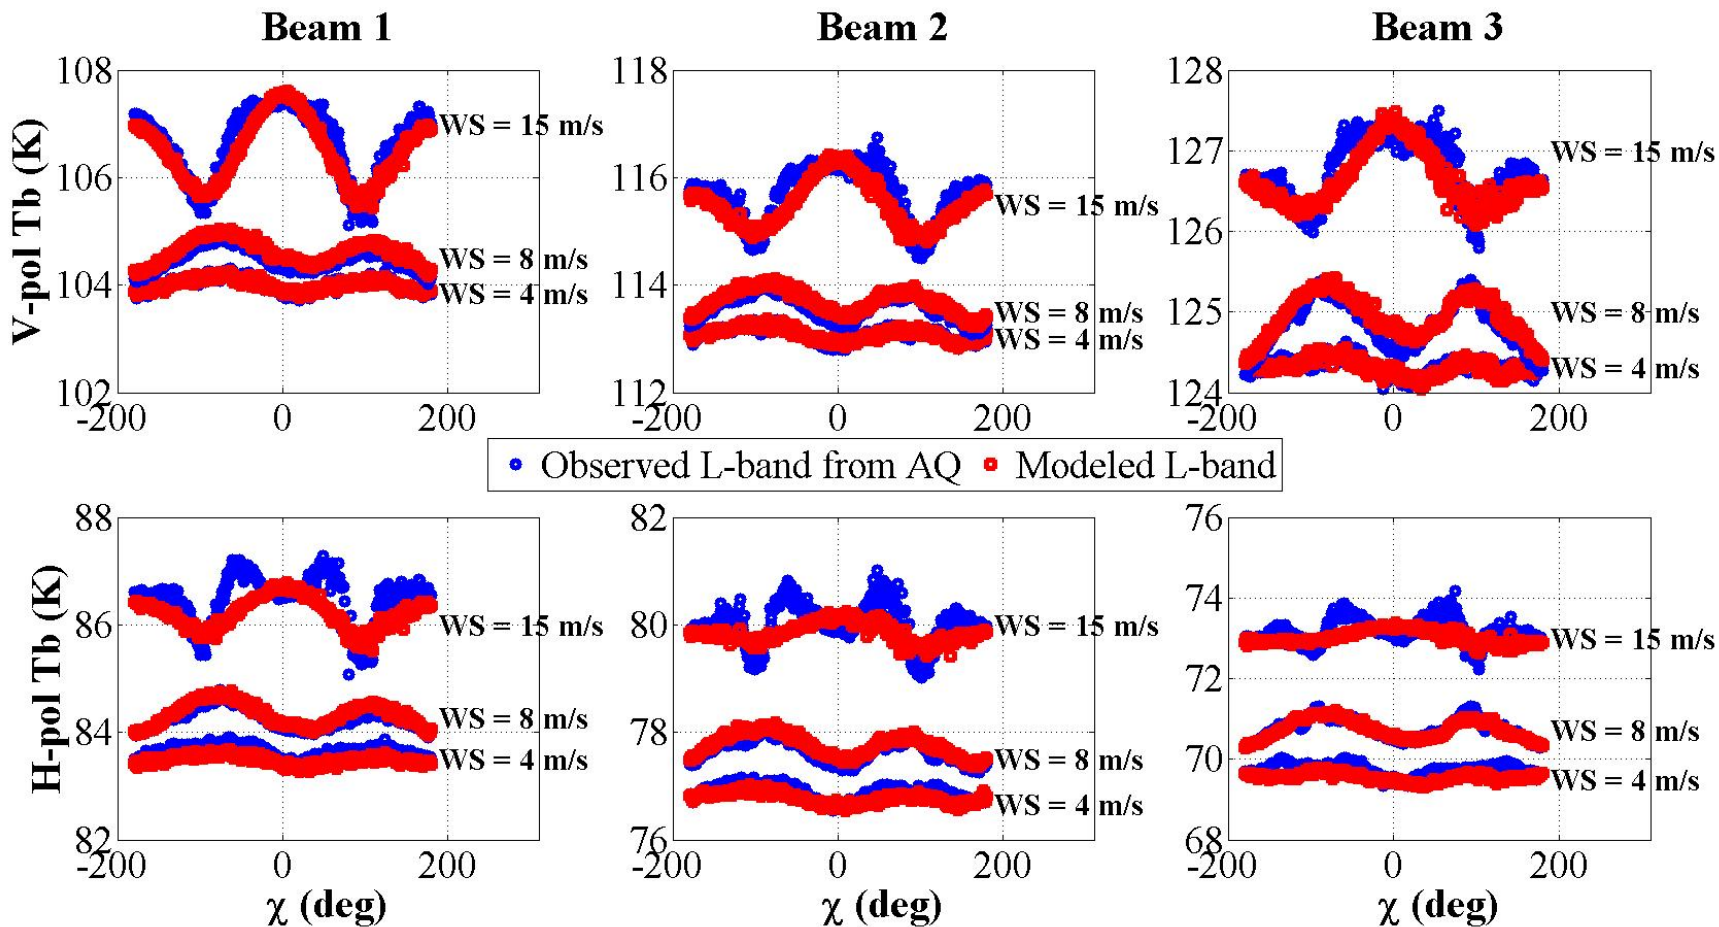 Beam 1
Beam 2
Beam 3
V-pol Tb (K)
108
106
104
102
-200
0
200
WS = 15 m/s
WS = 8 m/s
WS = 4 m/s
118
116
114
112
-200
0
200
WS = 15 m/s
WS = 8 m/s
WS = 4 m/s
128
127
126
125
124
-200
0
200
WS = 15 m/s
WS = 8 m/s
WS = 4 m/s
Observed L-band from AQ
Modeled L-band
H-pol Tb (K)
88
86
84
82
-200
0
200
χ (deg)
WS = 15 m/s
WS = 8 m/s
WS = 4 m/s
82
80
78
76
-200
0
200
χ (deg)
WS = 15 m/s
WS = 8 m/s
WS = 4 m/s
76
74
72
70
68
-200
0
200
χ (deg)
WS = 15 m/s
WS = 8 m/s
WS = 4 m/s